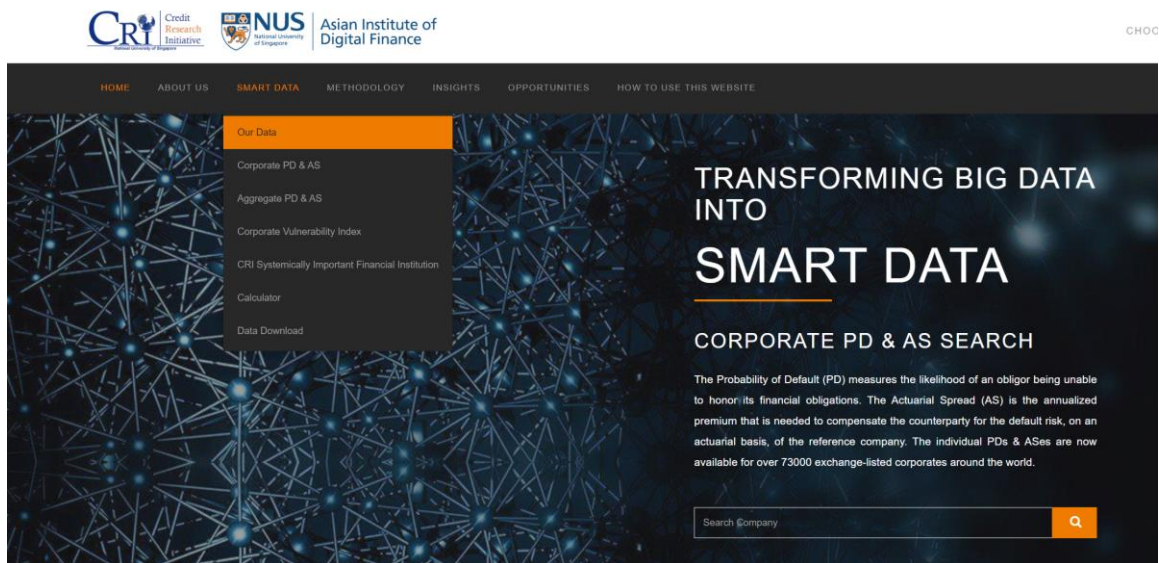 CRI
Credit
Research
Initiative
National University of Singapore
NUS
National University
of Singapore
Asian Institute of
Digital Finance
CHOO
HOME ABOUT US SMART DATA METHODOLOGY INSIGHTS OPPORTUNITIES HOW TO USE THIS WEBSITE
Our Data
Corporate PD & AS
Aggregate PD & AS
Corporate Vulnerability Index
CRI Systemically Important Financial Institution
Calculator
Data Download
TRANSFORMING BIG DATA
INTO
SMART DATA
CORPORATE PD & AS SEARCH
The Probability of Default (PD) measures the likelihood of an obligor being unable
to honor its financial obligations. The Actuarial Spread (AS) is the annualized
premium that is needed to compensate the counterparty for the default risk, on an
actuarial basis, of the reference company. The individual PDs & ASes are now
available for over 73000 exchange-listed corporates around the world.
Search Company